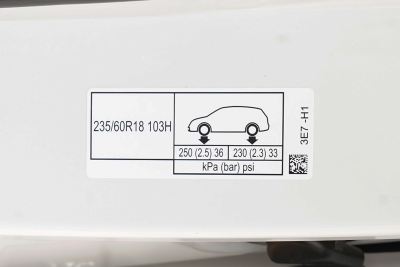 235/60R18 103H
250 (2.5) 36 230 (2.3) 33
kPa (bar) psi
3E7 -H1